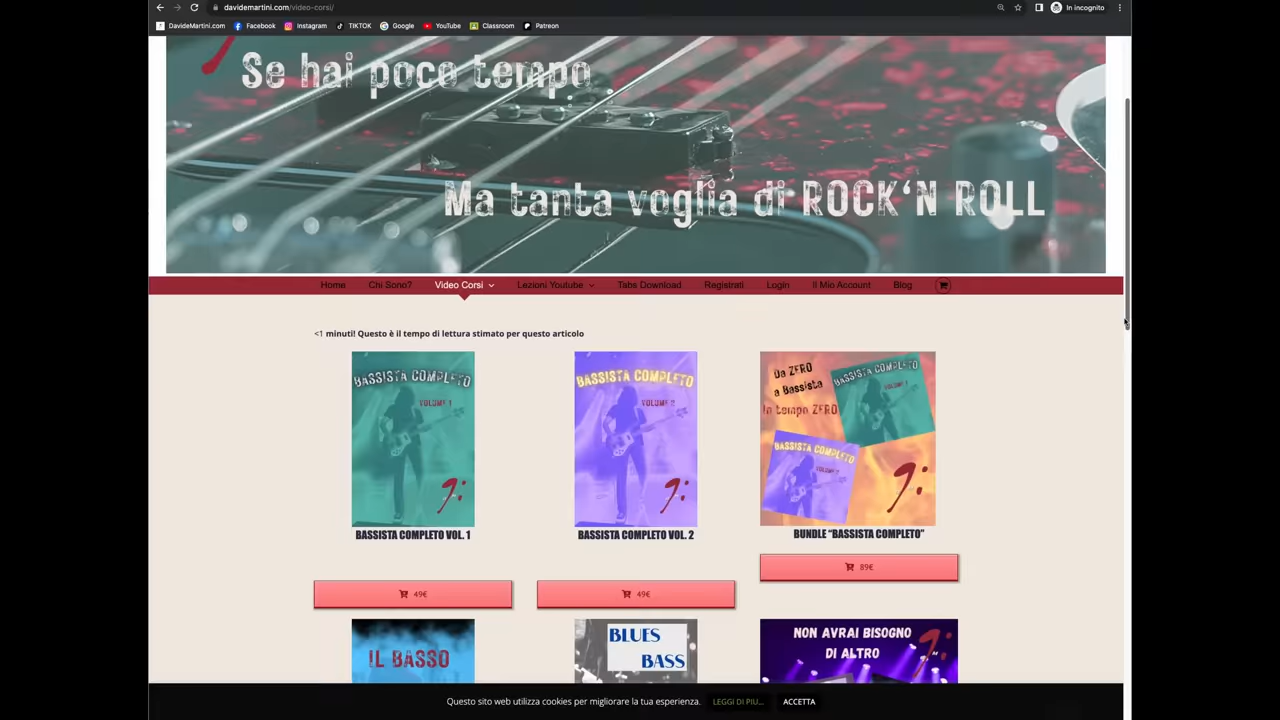 davidemartini.com/video-corsi/
In incognito
DavideMartini.com Facebook Instagram TIKTOK Google YouTube Classroom Patreon
Se hai poco tempo
Ma tanta voglia di ROCK'N ROLL
Home Chi Sono? Video Corsi Lezioni Youtube Tabs Download Registrati Login Il Mio Account Blog
<1 minuti! Questo è il tempo di lettura stimato per questo articolo
BASSISTA COMPLETO
VOLUME 1
BASSISTA COMPLETO
VOLUME 2
Da ZERO
a Bassista
In tempo ZERO
BASSISTA COMPLETO
VOLUME 1
BASSISTA COMPLETO
VOLUME 2
BASSISTA COMPLETO VOL. 1
BASSISTA COMPLETO VOL. 2
BUNDLE “BASSISTA COMPLETO”
89€
49€
49€
IL BASSO
BLUES
BASS
NON AVRAI BISOGNO
DI ALTRO
Questo sito web utilizza cookies per migliorare la tua esperienza. LEGGI DI PIU... ACCETTA